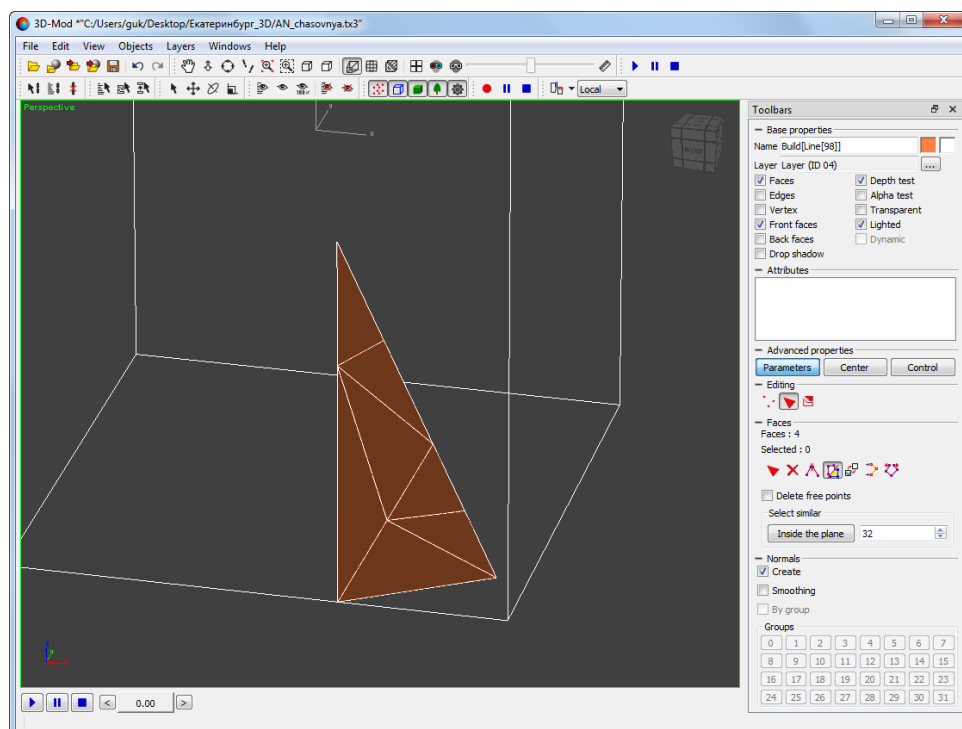 3D-Mod *"C:/Users/guk/Desktop/Екатеринбург_3D/AN_chasovnya.tx3"
File Edit View Objects Layers Windows Help
100%
Local
Perspective
y
x
Toolbars
Base properties
Name Build[Line[98]]
Layer Layer (ID 04) ...
Faces Depth test
Edges Alpha test
Vertex Transparent
Front faces Lighted
Back faces Dynamic
Drop shadow
Attributes
Advanced properties
Parameters Center Control
Editing
Faces
Faces : 4
Selected : 0
Delete free points
Select similar
Inside the plane 32
Normals
Create
Smoothing
By group
Groups
0 1 2 3 4 5 6 7
8 9 10 11 12 13 14 15
16 17 18 19 20 21 22 23
24 25 26 27 28 29 30 31
< 0.00 >